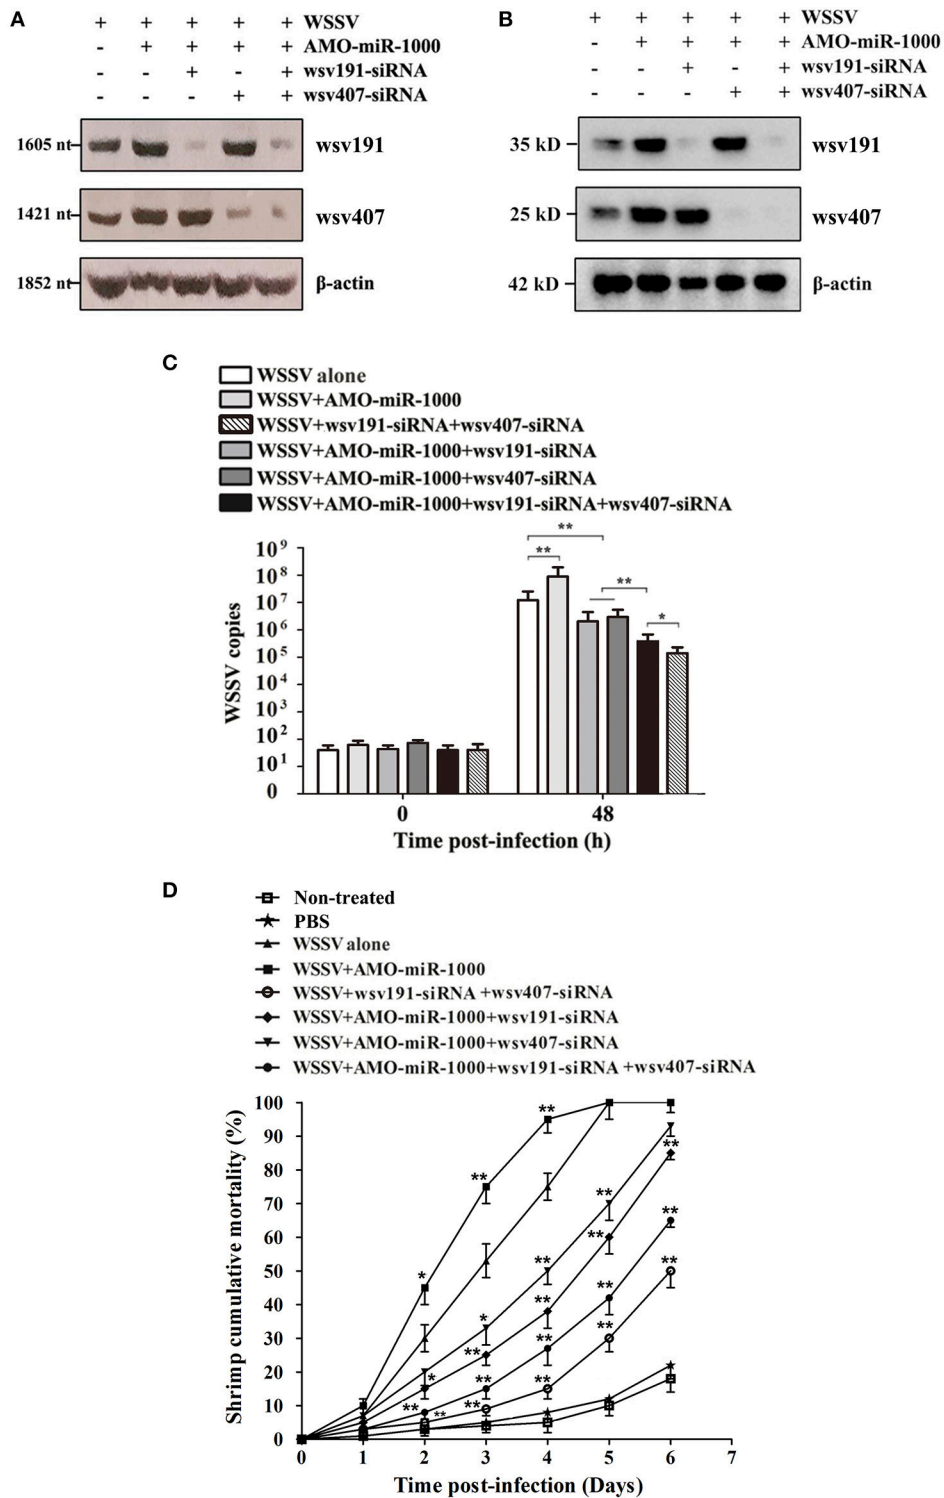 A
+ + + + + WSSV
- + + + + AMO-miR-1000
- - + - + wsv191-siRNA
- - - + + wsv407-siRNA
1605 nt wsv191
1421 nt wsv407
1852 nt β-actin
B
+ + + + + WSSV
- + + + + AMO-miR-1000
- - + - + wsv191-siRNA
- - - + + wsv407-siRNA
35 kD wsv191
25 kD wsv407
42 kD β-actin
C
WSSV alone
WSSV+AMO-miR-1000
WSSV+wsv191-siRNA+wsv407-siRNA
WSSV+AMO-miR-1000+wsv191-siRNA
WSSV+AMO-miR-1000+wsv407-siRNA
WSSV+AMO-miR-1000+wsv191-siRNA+wsv407-siRNA
WSSV copies
10⁹
10⁸
10⁷
10⁶
10⁵
10⁴
10³
10²
10¹
0
**
**
**
*
0 48
Time post-infection (h)
D
Non-treated
PBS
WSSV alone
WSSV+AMO-miR-1000
WSSV+wsv191-siRNA +wsv407-siRNA
WSSV+AMO-miR-1000+wsv191-siRNA
WSSV+AMO-miR-1000+wsv407-siRNA
WSSV+AMO-miR-1000+wsv191-siRNA +wsv407-siRNA
Shrimp cumulative mortality (%)
100
90
80
70
60
50
40
30
20
10
0
* ** **
* ** ** **
* ** ** ** **
** ** ** ** **
** ** ** ** **
0 1 2 3 4 5 6 7
Time post-infection (Days)